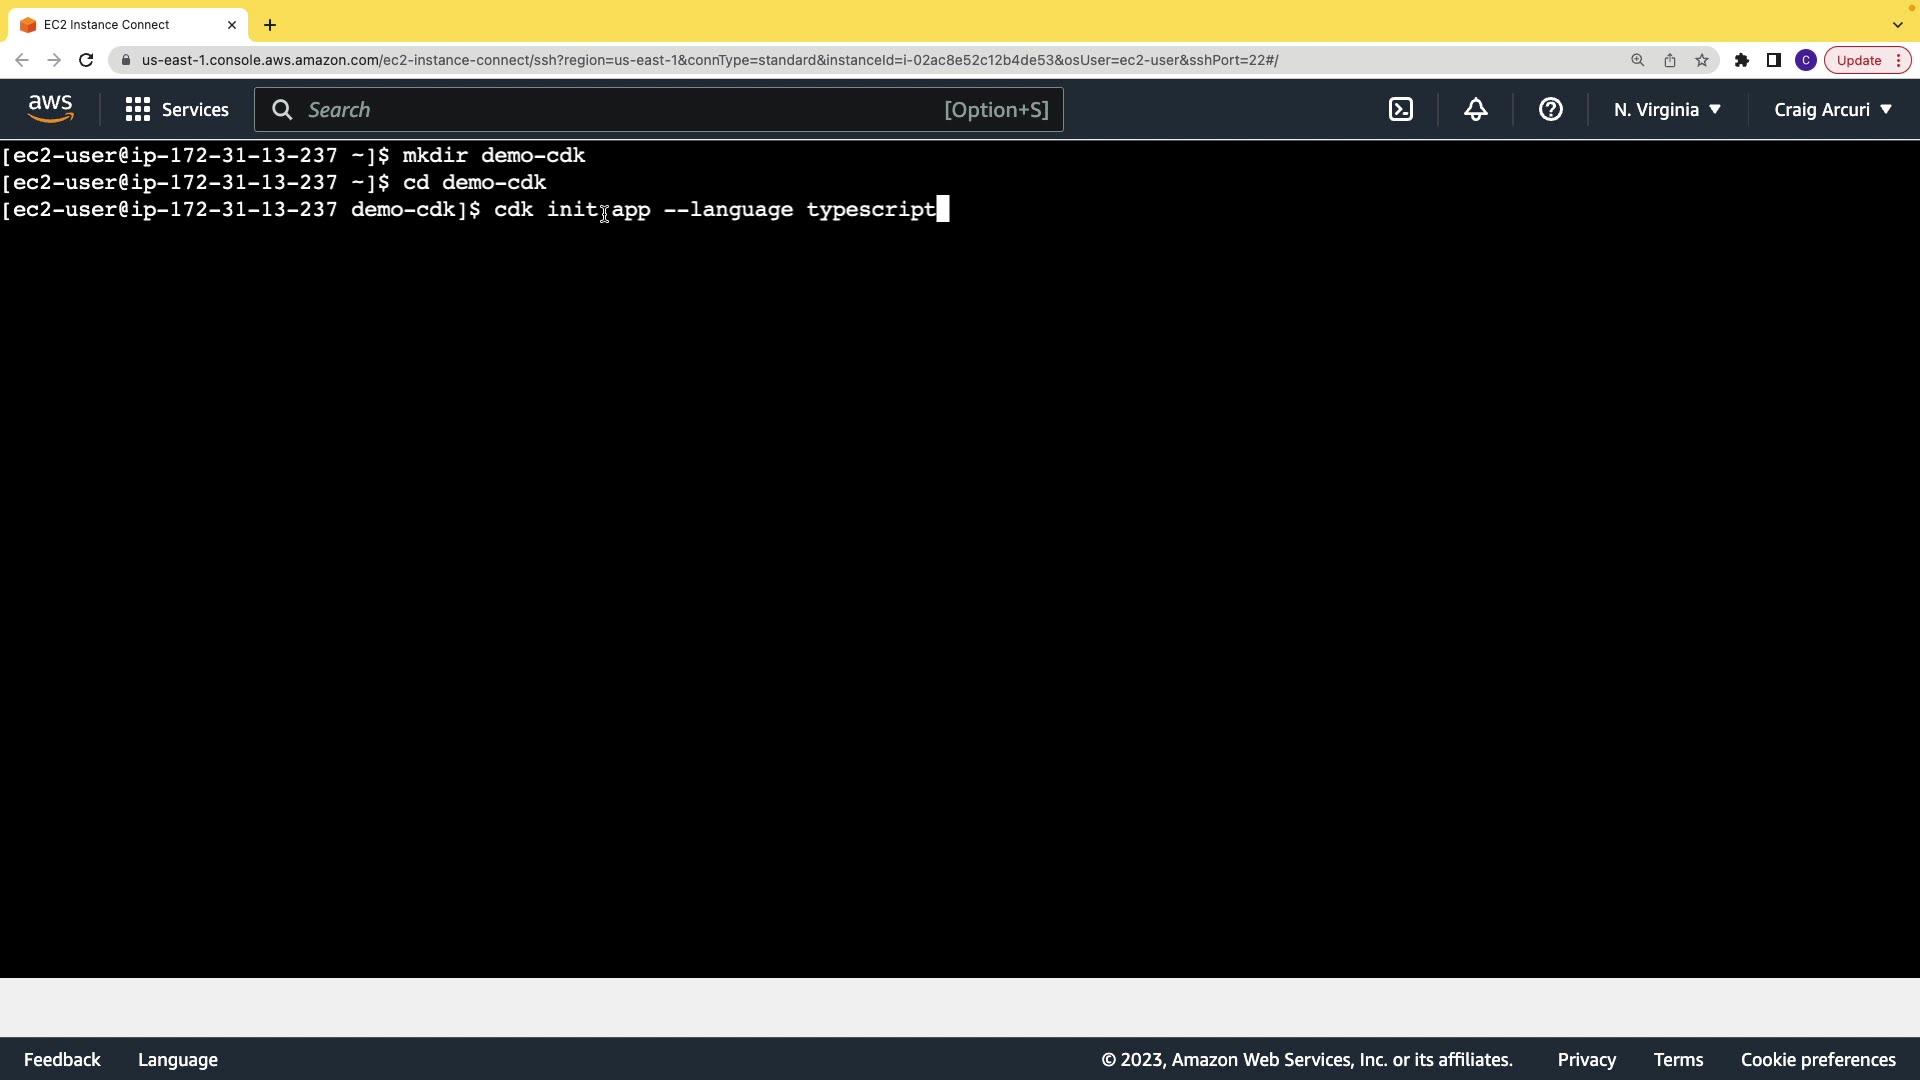 EC2 Instance Connect
us-east-1.console.aws.amazon.com/ec2-instance-connect/ssh?region=us-east-1&connType=standard&instanceId=i-02ac8e52c12b4de53&osUser=ec2-user&sshPort=22#/
C
Update
aws
Services
Search
[Option+S]
N. Virginia
Craig Arcuri
[ec2-user@ip-172-31-13-237 ~]$ mkdir demo-cdk
[ec2-user@ip-172-31-13-237 ~]$ cd demo-cdk
[ec2-user@ip-172-31-13-237 demo-cdk]$ cdk init app --language typescript
Feedback
Language
© 2023, Amazon Web Services, Inc. or its affiliates.
Privacy
Terms
Cookie preferences